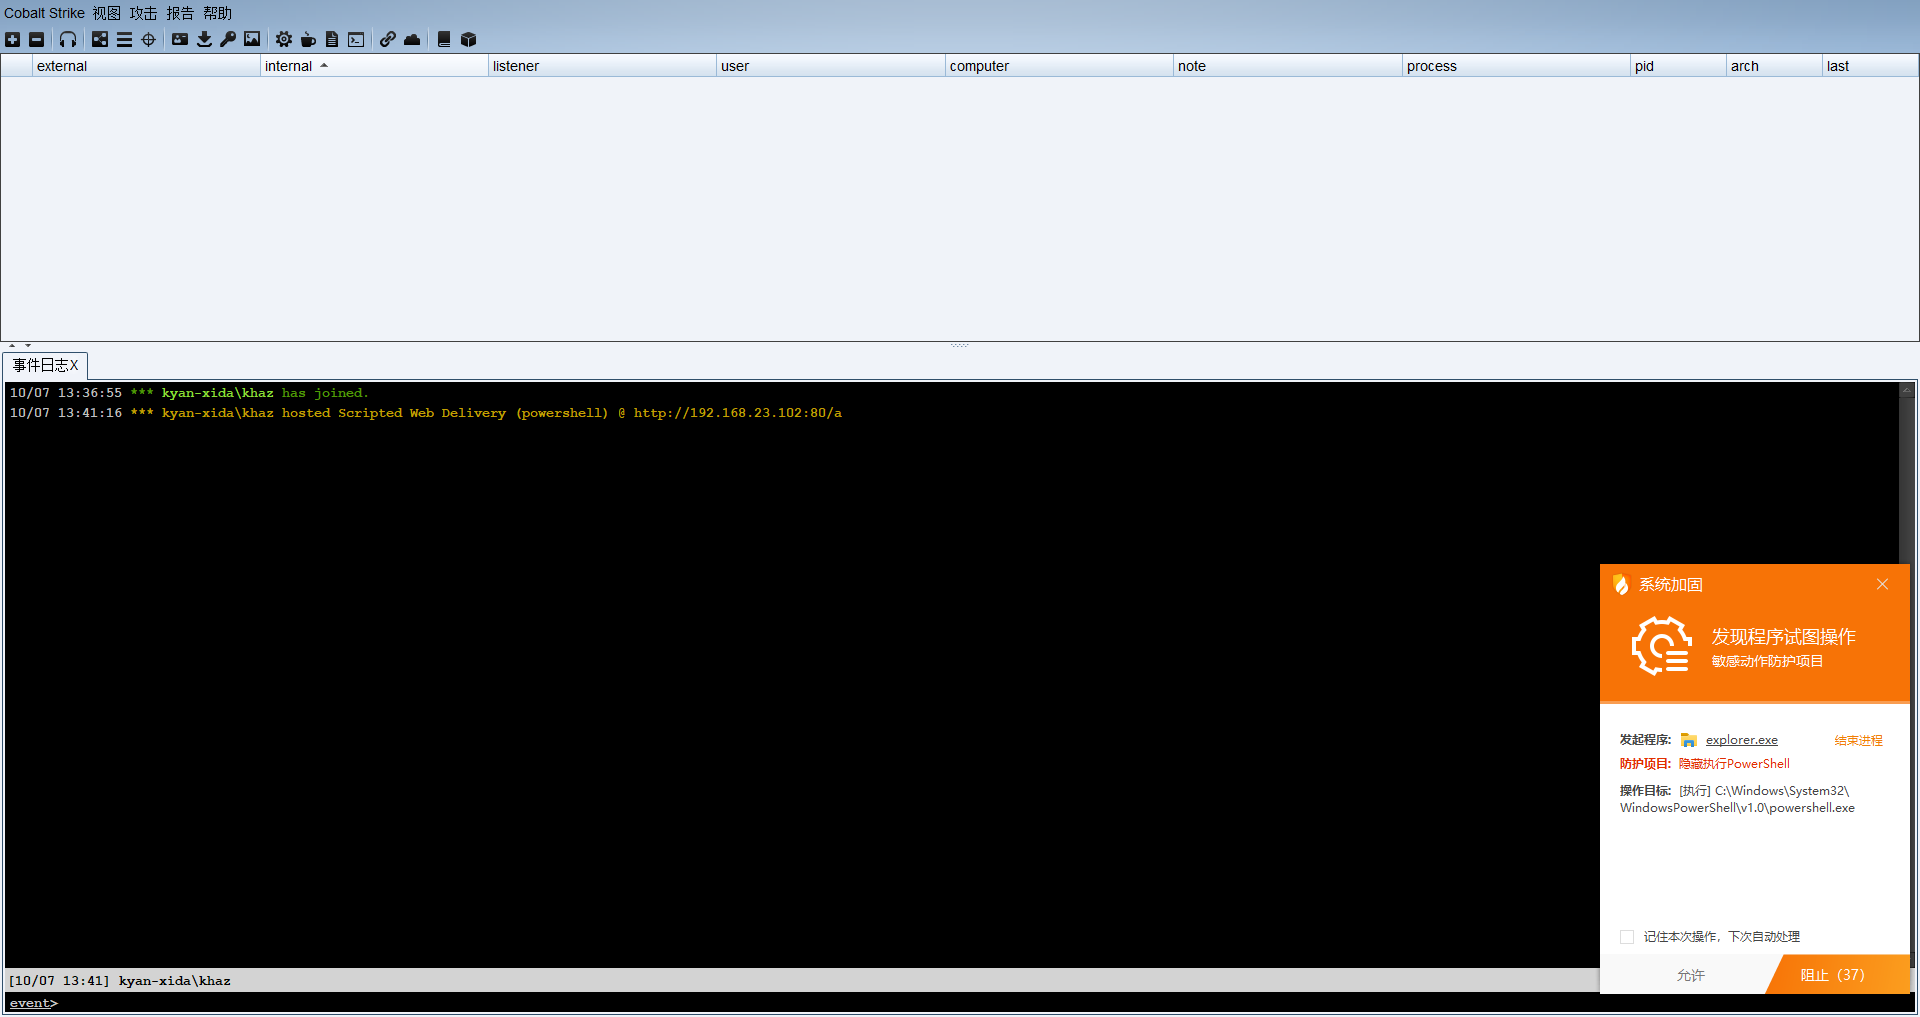 Cobalt Strike 视图 攻击 报告 帮助
external internal listener user computer note process pid arch last
事件日志X
10/07 13:36:55 *** kyan-xida\khaz has joined.
10/07 13:41:16 *** kyan-xida\khaz hosted Scripted Web Delivery (powershell) @ http://192.168.23.102:80/a
系统加固
发现程序试图操作
敏感动作防护项目
发起程序: explorer.exe 结束进程
防护项目: 隐藏执行PowerShell
操作目标: [执行] C:\Windows\System32\
WindowsPowerShell\v1.0\powershell.exe
记住本次操作，下次自动处理
允许 阻止（37）
[10/07 13:41] kyan-xida\khaz
event>